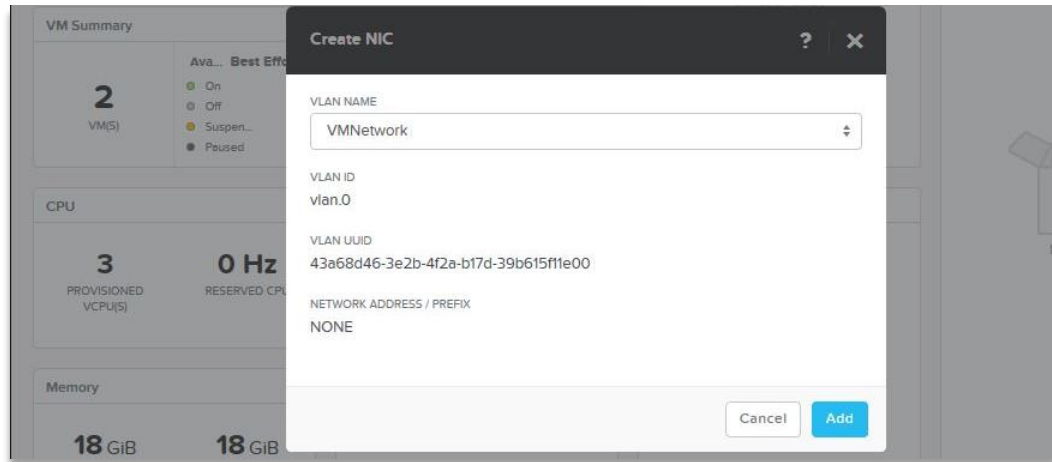 VM Summary
2
VM(S)
Ava... Best Effo
On
Off
Suspen...
Paused
CPU
3
PROVISIONED
VCPU(S)
0 Hz
RESERVED CPU
Memory
18 GiB
18 GiB
Create NIC
?
VLAN NAME
VMNetwork
VLAN ID
vlan.0
VLAN UUID
43a68d46-3e2b-4f2a-b17d-39b615f11e00
NETWORK ADDRESS / PREFIX
NONE
Cancel
Add